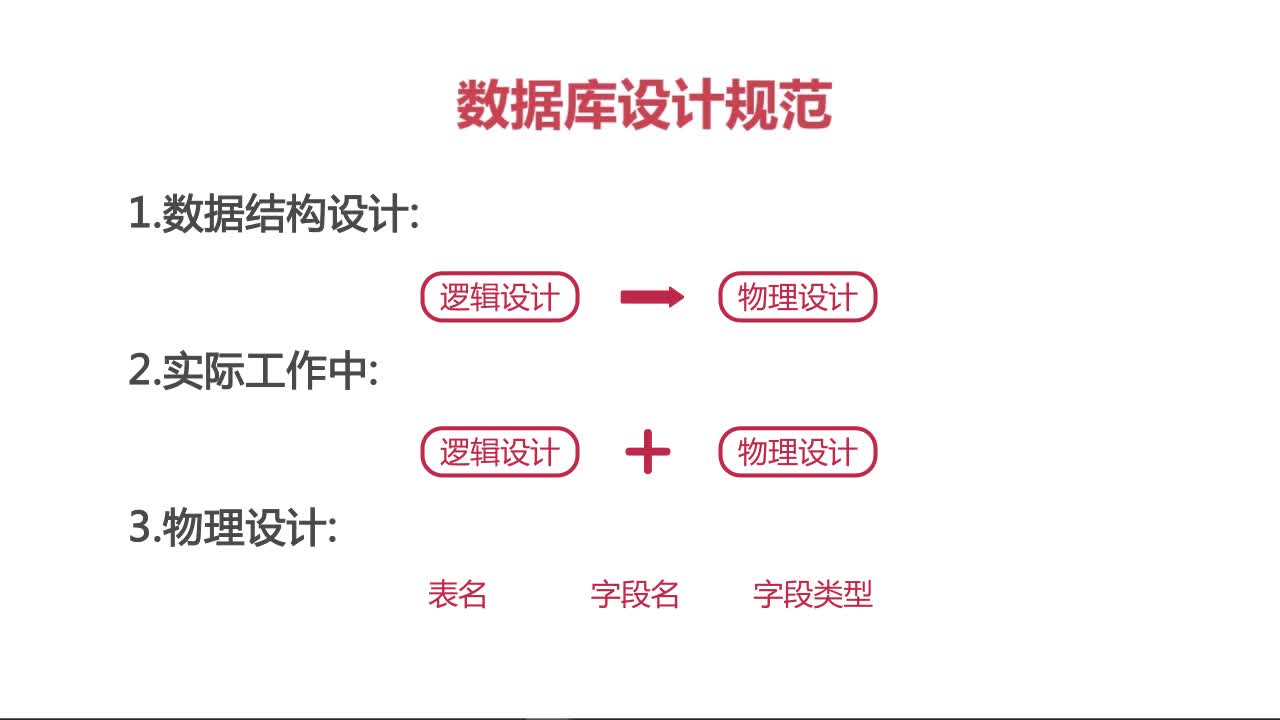 数据库设计规范
1.数据结构设计:
逻辑设计 物理设计
2.实际工作中:
逻辑设计 + 物理设计
3.物理设计:
表名 字段名 字段类型